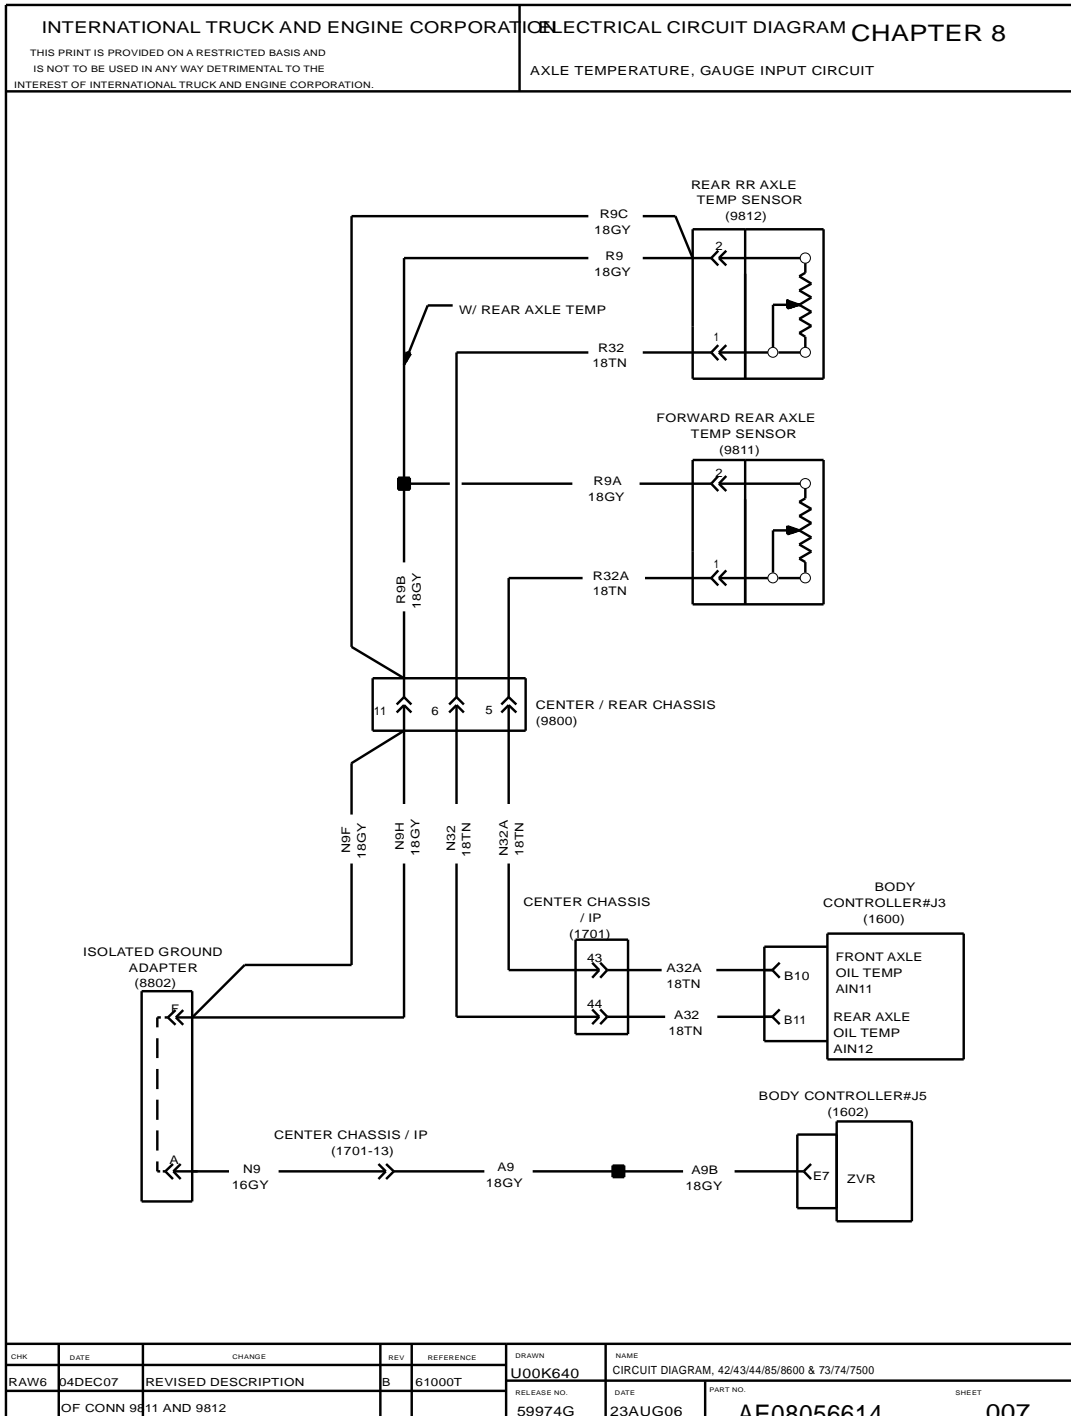 INTERNATIONAL TRUCK AND ENGINE CORPORATION
THIS PRINT IS PROVIDED ON A RESTRICTED BASIS AND
IS NOT TO BE USED IN ANY WAY DETRIMENTAL TO THE
INTEREST OF INTERNATIONAL TRUCK AND ENGINE CORPORATION.
ELECTRICAL CIRCUIT DIAGRAM
CHAPTER 8
AXLE TEMPERATURE, GAUGE INPUT CIRCUIT
REAR RR AXLE
TEMP SENSOR
(9812)
R9C
18GY
R9
18GY
2
W/ REAR AXLE TEMP
R32
18TN
1
FORWARD REAR AXLE
TEMP SENSOR
(9811)
R9A
18GY
2
R32A
18TN
1
R9B
18GY
11
6
5
CENTER / REAR CHASSIS
(9800)
N9F
18GY
N9H
18GY
N32
18TN
N32A
18TN
CENTER CHASSIS
/ IP
(1701)
43
44
A32A
18TN
A32
18TN
BODY
CONTROLLER#J3
(1600)
B10
B11
FRONT AXLE
OIL TEMP
AIN11
REAR AXLE
OIL TEMP
AIN12
ISOLATED GROUND
ADAPTER
(8802)
F
A
N9
16GY
CENTER CHASSIS / IP
(1701-13)
A9
18GY
A9B
18GY
BODY CONTROLLER#J5
(1602)
E7
ZVR
CHK DATE CHANGE REV REFERENCE
RAW6 04DEC07 REVISED DESCRIPTION B 61000T
OF CONN 9811 AND 9812
DRAWN
U00K640
NAME
CIRCUIT DIAGRAM, 42/43/44/85/8600 & 73/74/7500
RELEASE NO.
59974G
DATE
23AUG06
PART NO.
AE08056614
SHEET
007